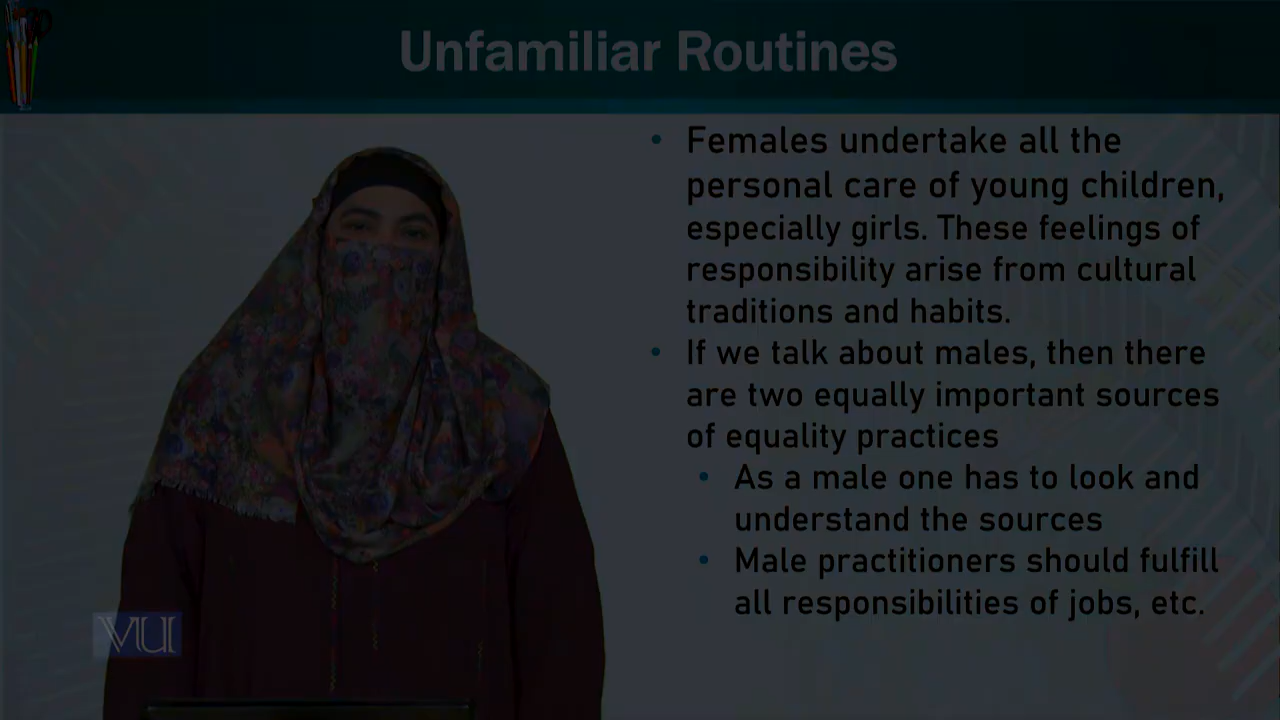 Unfamiliar Routines
• Females undertake all the
personal care of young children,
especially girls. These feelings of
responsibility arise from cultural
traditions and habits.
• If we talk about males, then there
are two equally important sources
of equality practices
• As a male one has to look and
understand the sources
• Male practitioners should fulfill
all responsibilities of jobs, etc.
VU